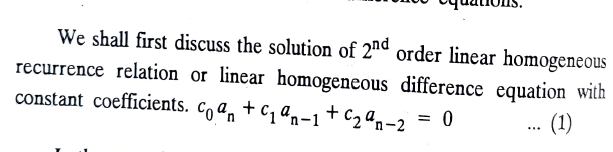 equations.
We shall first discuss the solution of 2nd order linear homogeneous
recurrence relation or linear homogeneous difference equation with
constant coefficients. c₀ aₙ + c₁ aₙ₋₁ + c₂ aₙ₋₂ = 0 ... (1)